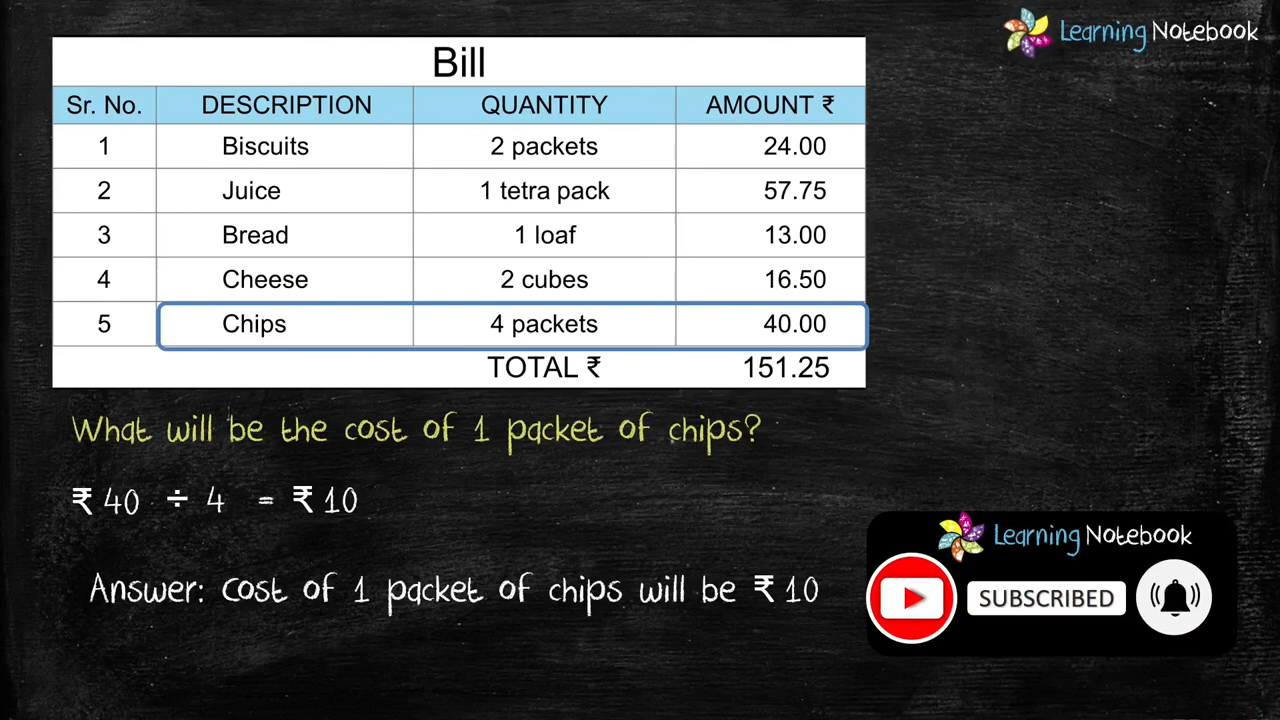 Learning Notebook
Bill
Sr. No. DESCRIPTION QUANTITY AMOUNT ₹
1 Biscuits 2 packets 24.00
2 Juice 1 tetra pack 57.75
3 Bread 1 loaf 13.00
4 Cheese 2 cubes 16.50
5 Chips 4 packets 40.00
TOTAL ₹ 151.25
What will be the cost of 1 packet of chips?
₹ 40 ÷ 4 = ₹ 10
Answer: Cost of 1 packet of chips will be ₹ 10
Learning Notebook
SUBSCRIBED